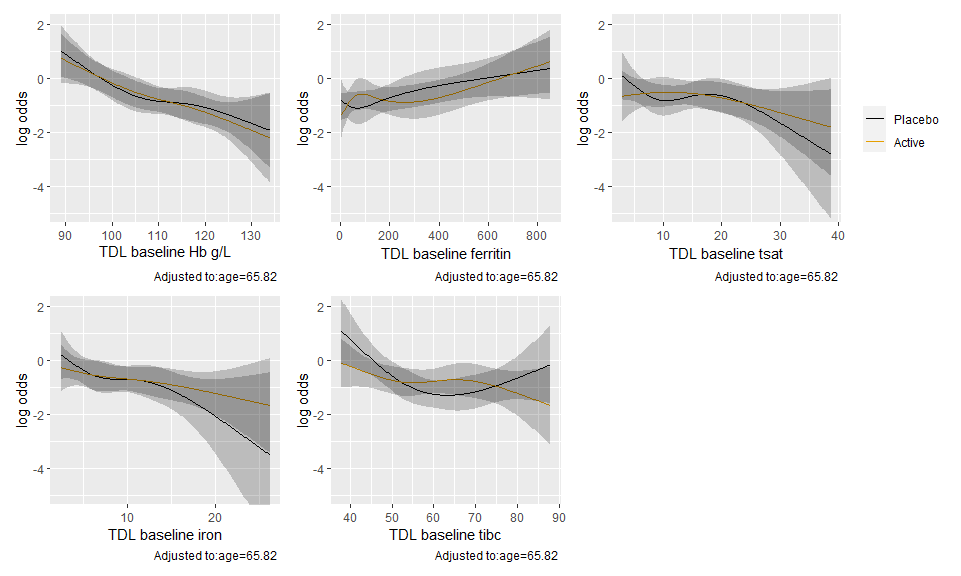 2
0
-2
-4
log odds
90 100 110 120 130
TDL baseline Hb g/L
Adjusted to:age=65.82
2
0
-2
-4
log odds
0 200 400 600 800
TDL baseline ferritin
Adjusted to:age=65.82
2
0
-2
-4
log odds
10 20 30 40
TDL baseline tsat
Adjusted to:age=65.82
Placebo
Active
2
0
-2
-4
log odds
10 20
TDL baseline iron
Adjusted to:age=65.82
2
0
-2
-4
log odds
40 50 60 70 80 90
TDL baseline tibc
Adjusted to:age=65.82